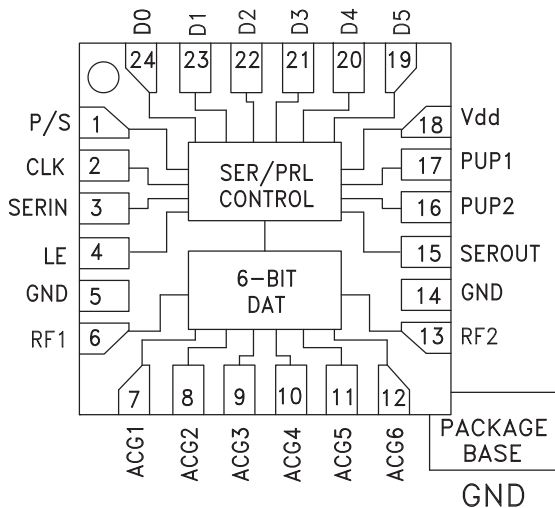 D0 D1 D2 D3 D4 D5
24 23 22 21 20 19
P/S 1 18 Vdd
CLK 2 17 PUP1
SERIN 3 16 PUP2
SER/PRL
CONTROL
LE 4 15 SEROUT
GND 5 14 GND
6-BIT
DAT
RF1 6 13 RF2
7 8 9 10 11 12
ACG1 ACG2 ACG3 ACG4 ACG5 ACG6
PACKAGE
BASE
GND